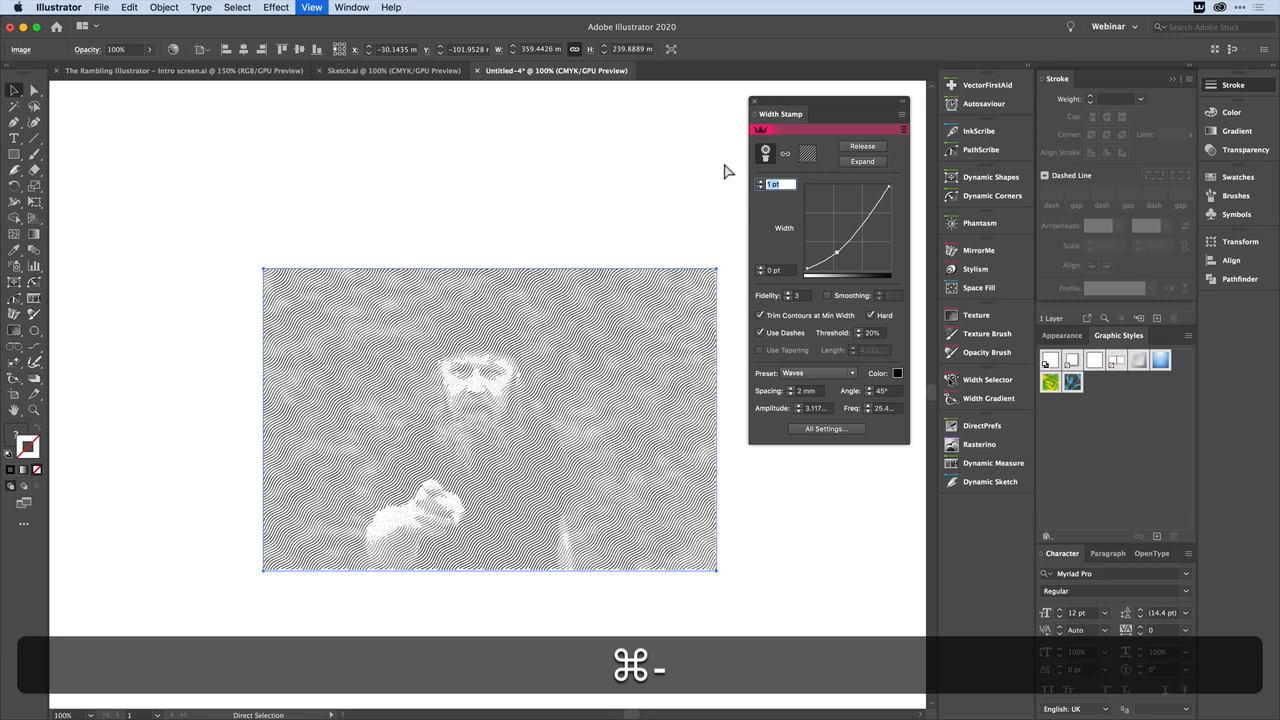 Illustrator File Edit Object Type Select Effect View Window Help
Adobe Illustrator 2020
Webinar
Search Adobe Stock
Image
Opacity: 100%
X: -30.1435 m Y: -101.9528 r W: 359.4426 m H: 239.8889 m
The Rambling Illustrator - Intro screen.ai @ 150% (RGB/GPU Preview)
Sketch.ai @ 100% (CMYK/GPU Preview)
Untitled-4* @ 100% (CMYK/GPU Preview)
Width Stamp
Release
Expand
1 pt
Width
0 pt
Fidelity: 3 Smoothing:
Trim Contours at Min Width Hard
Use Dashes Threshold: 20%
Use Tapering Length: 4.233...
Preset: Waves Color:
Spacing: 2 mm Angle: 45°
Amplitude: 3.117... Freq: 25.4...
All Settings...
VectorFirstAid
Autosaviour
InkScribe
PathScribe
Dynamic Shapes
Dynamic Corners
Phantasm
MirrorMe
Stylism
Space Fill
Texture
Texture Brush
Opacity Brush
Width Selector
Width Gradient
DirectPrefs
Rasterino
Dynamic Measure
Dynamic Sketch
Stroke
Weight:
Cap:
Corner: Limit:
Align Stroke:
Dashed Line
dash gap dash gap dash gap
Arrowheads:
Scale:
Align:
Profile:
1 Layer
Appearance Graphic Styles
Character Paragraph OpenType
Myriad Pro
Regular
12 pt (14.4 pt)
Auto 0
100% 100%
0 pt 0°
English: UK
Stroke
Color
Gradient
Transparency
Swatches
Brushes
Symbols
Transform
Align
Pathfinder
⌘-
100% 1 Direct Selection